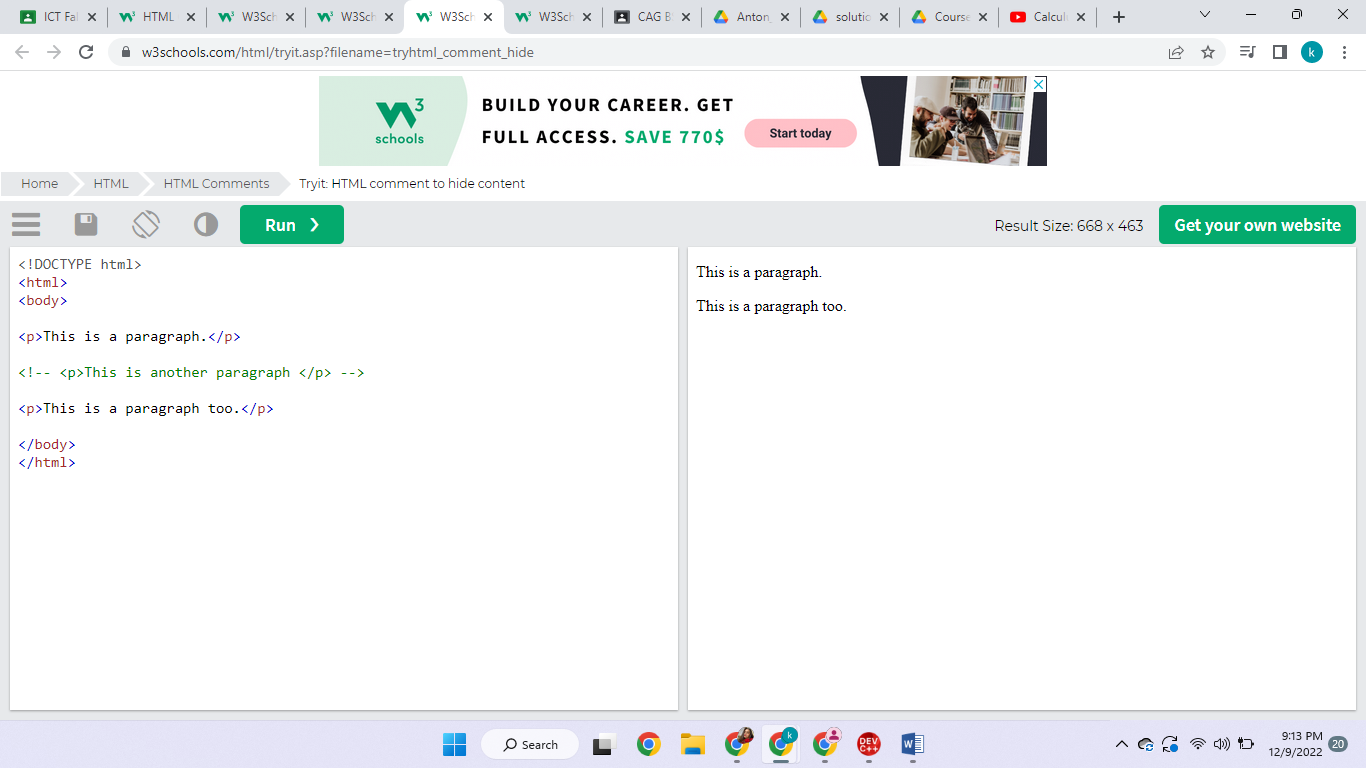 ICT Fal
HTML
W3Sch
W3Sch
W3Sch
W3Sch
CAG B
Anton_
solutio
Course
Calcul
w3schools.com/html/tryit.asp?filename=tryhtml_comment_hide
k
3
schools
BUILD YOUR CAREER. GET
FULL ACCESS. SAVE 770$
Start today
Home
HTML
HTML Comments
Tryit: HTML comment to hide content
Run ❯
Result Size: 668 x 463
Get your own website
<!DOCTYPE html>
<html>
<body>
<p>This is a paragraph.</p>
<!-- <p>This is another paragraph </p> -->
<p>This is a paragraph too.</p>
</body>
</html>
This is a paragraph.
This is a paragraph too.
Search
k
DEV
C++
W
9:13 PM
12/9/2022
20